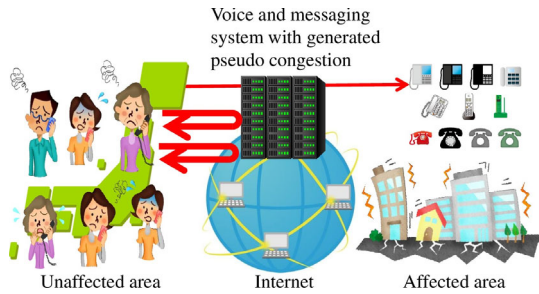 Voice and messaging
system with generated
pseudo congestion
Unaffected area
Internet
Affected area